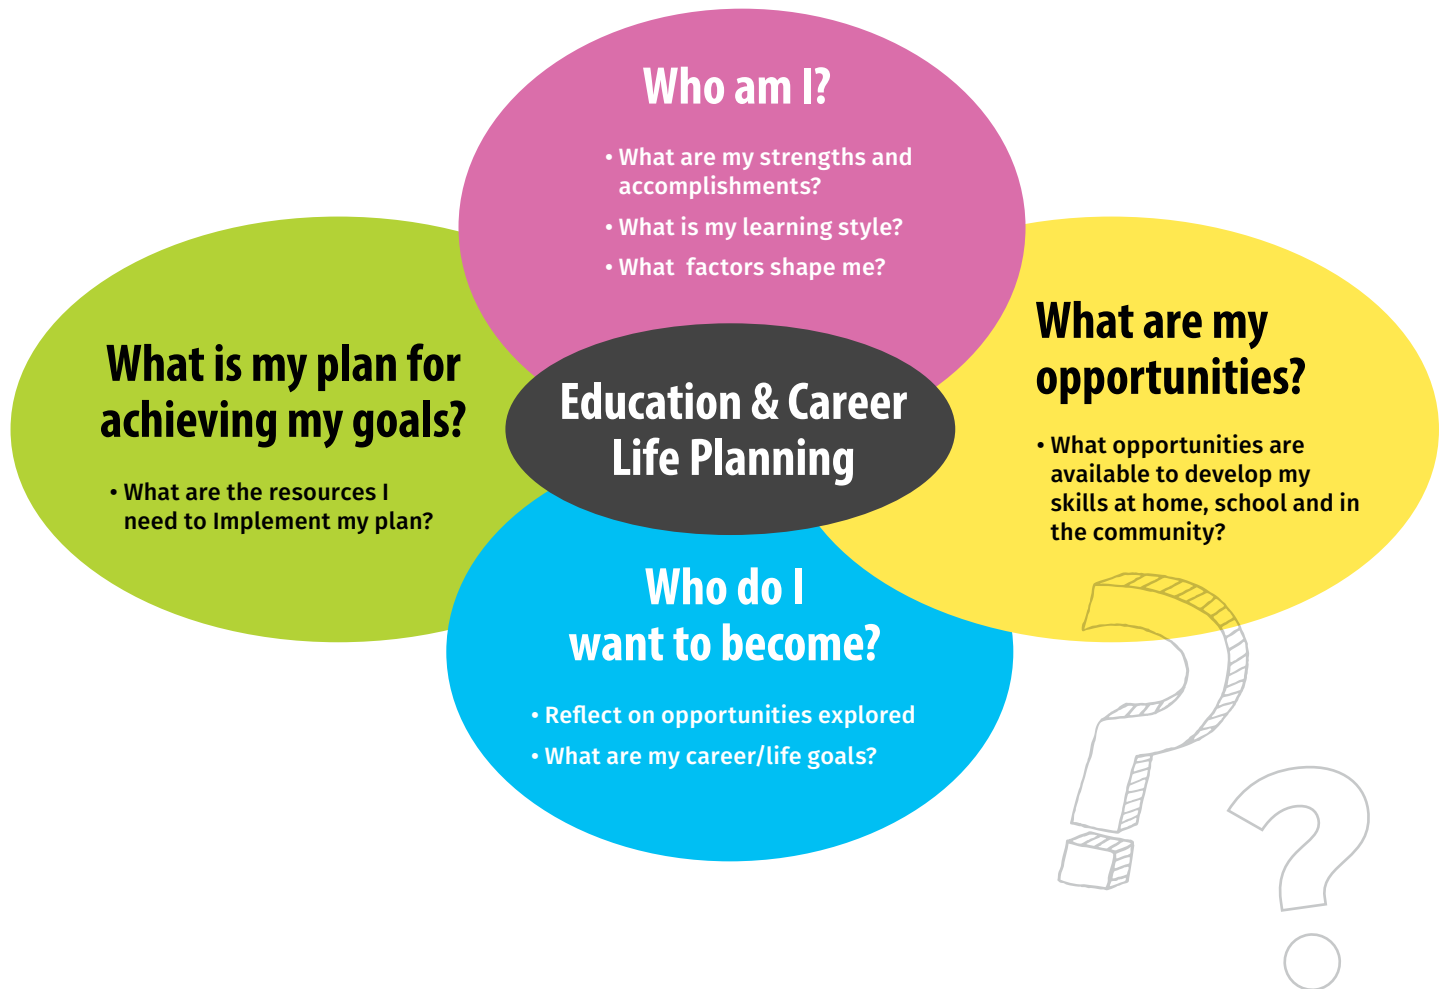 Who am I?
• What are my strengths and
accomplishments?
• What is my learning style?
• What  factors shape me?
What are my
opportunities?
• What opportunities are
available to develop my
skills at home, school and in
the community?
Who do I
want to become?
• Reflect on opportunities explored
• What are my career/life goals?
What is my plan for
achieving my goals?
• What are the resources I
need to Implement my plan?
Education & Career
Life Planning
?
?